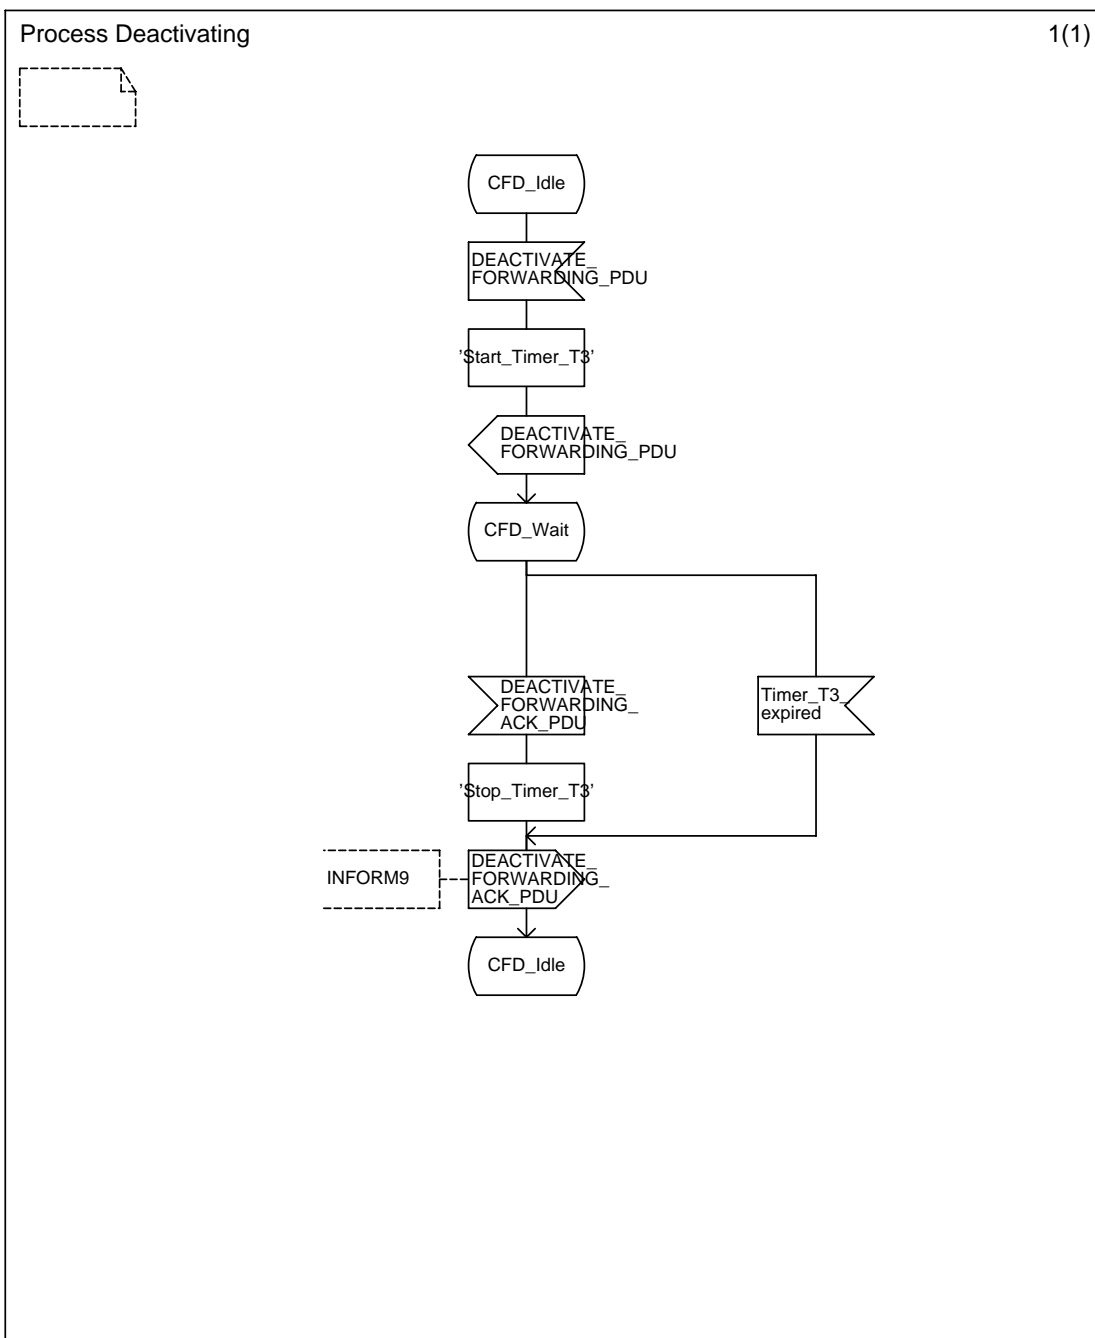 Process Deactivating
1(1)
CFD_Idle
DEACTIVATE_
FORWARDING_PDU
'Start_Timer_T3'
DEACTIVATE_
FORWARDING_PDU
CFD_Wait
DEACTIVATE_
FORWARDING_
ACK_PDU
Timer_T3_
expired
'Stop_Timer_T3'
INFORM9
DEACTIVATE_
FORWARDING_
ACK_PDU
CFD_Idle